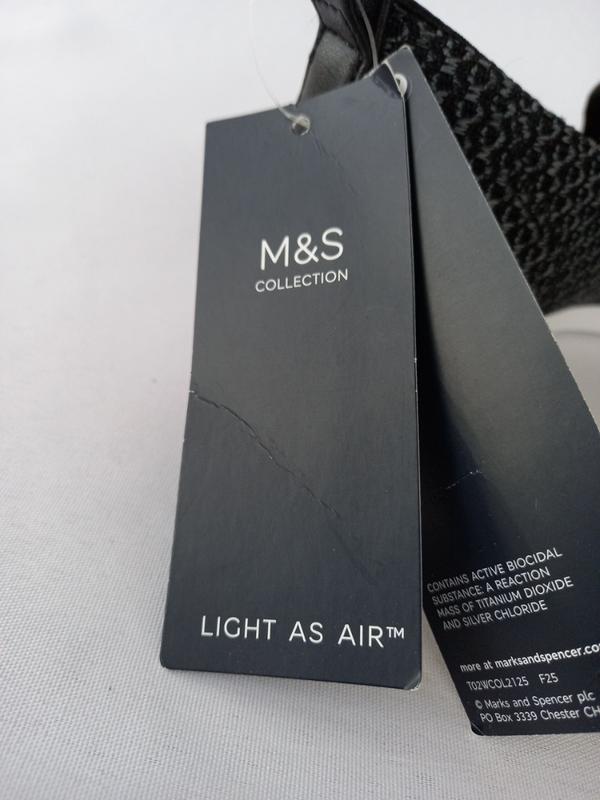 M&S
COLLECTION
LIGHT AS AIR™
CONTAINS ACTIVE BIOCIDAL
SUBSTANCE: A REACTION
MASS OF TITANIUM DIOXIDE
AND SILVER CHLORIDE
more at marksandspencer.co
T02WCOL2125 F25
© Marks and Spencer plc
PO Box 3339 Chester CH